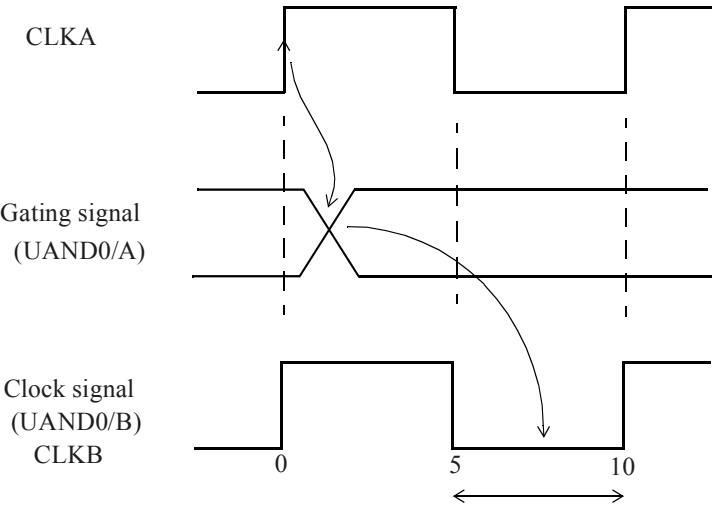 CLKA
Gating signal
(UAND0/A)
Clock signal
(UAND0/B)
CLKB
0
5
10